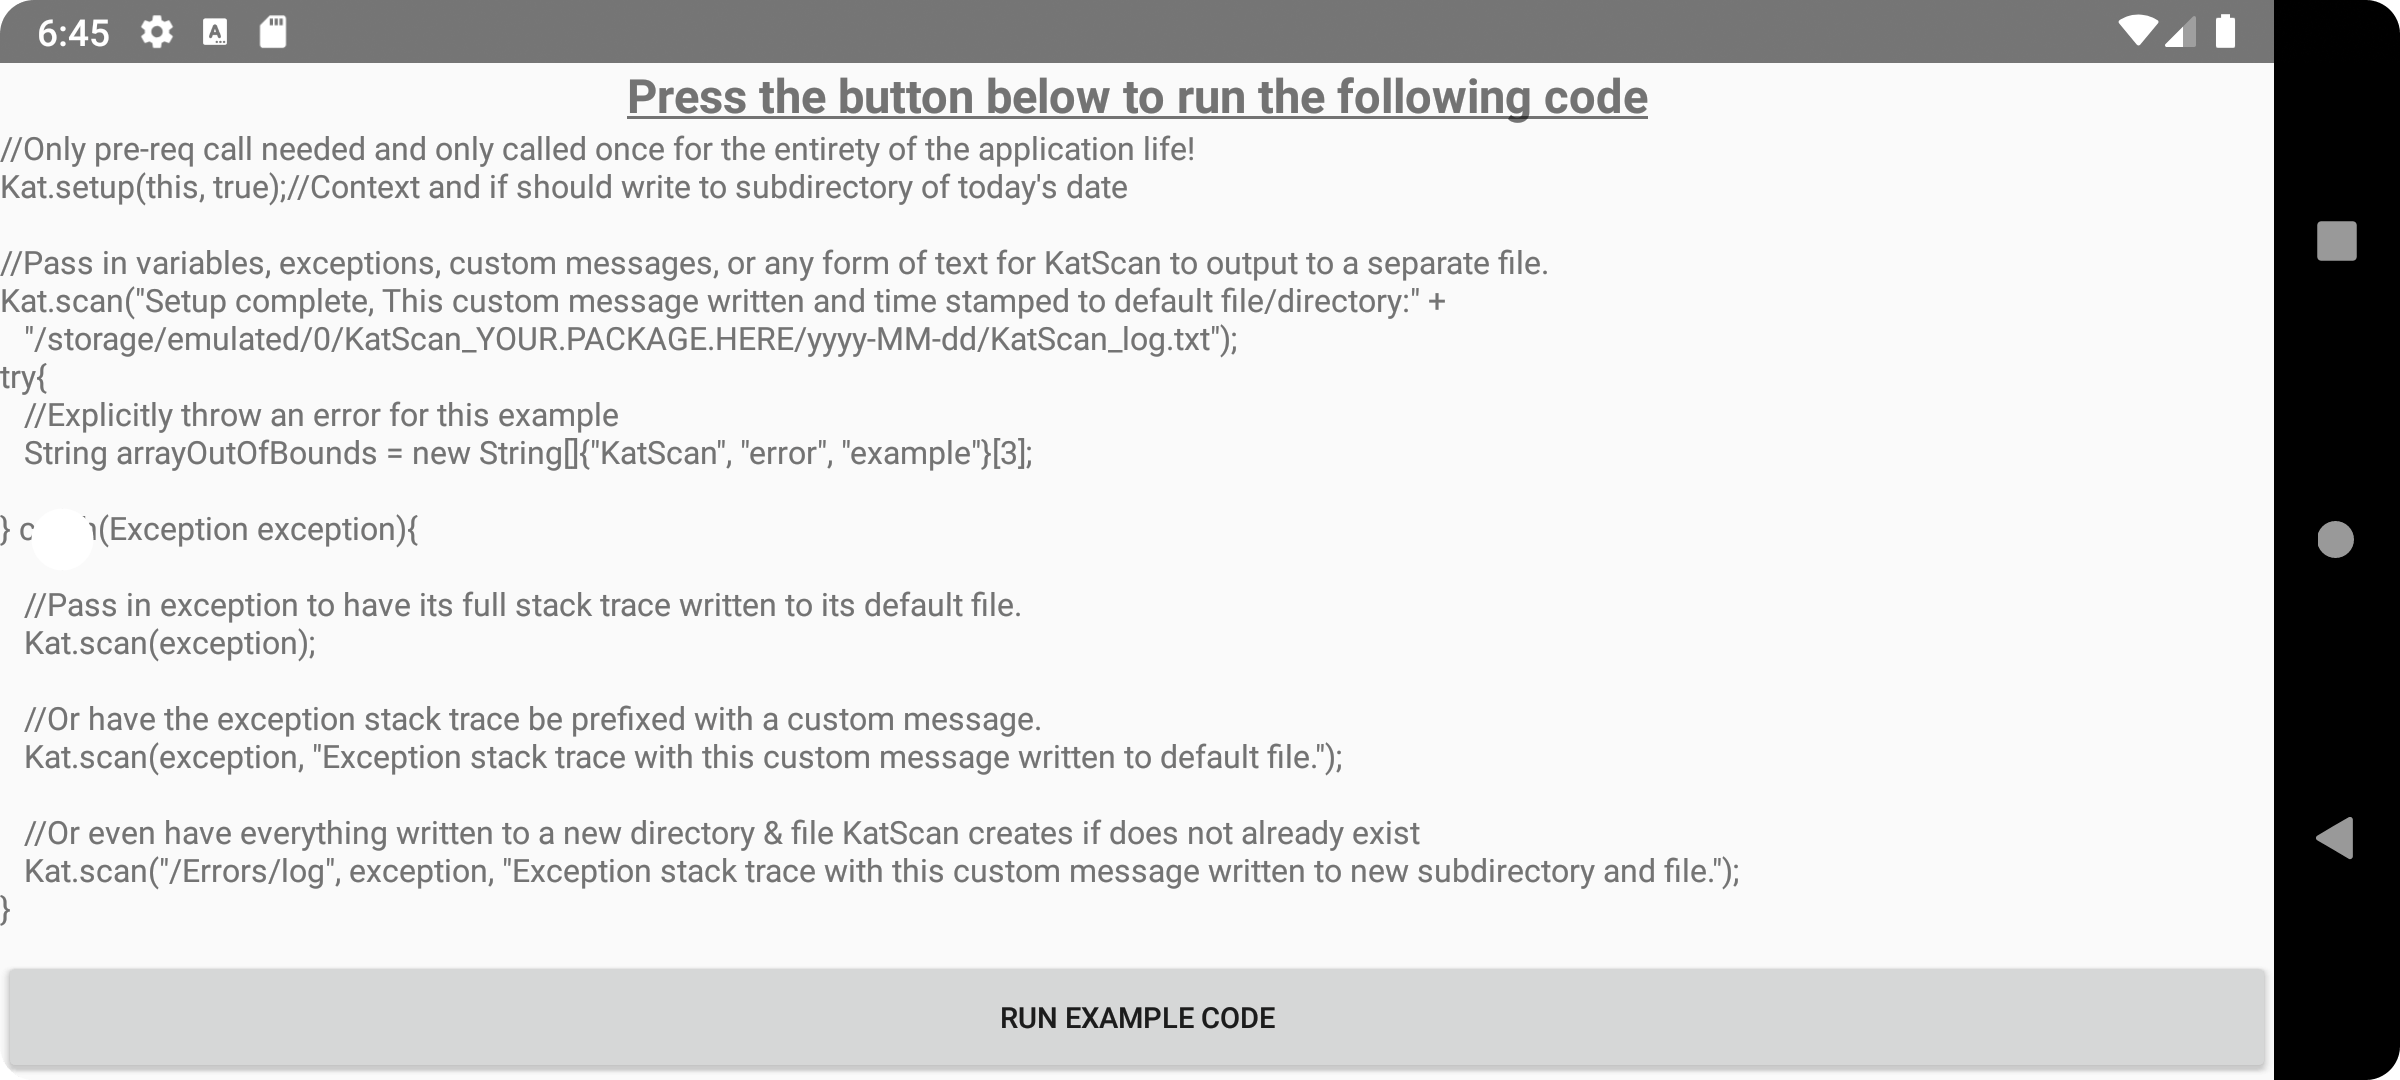 6:45
Press the button below to run the following code
//Only pre-req call needed and only called once for the entirety of the application life!
Kat.setup(this, true);//Context and if should write to subdirectory of today's date
//Pass in variables, exceptions, custom messages, or any form of text for KatScan to output to a separate file.
Kat.scan("Setup complete, This custom message written and time stamped to default file/directory:" +
"/storage/emulated/0/KatScan_YOUR.PACKAGE.HERE/yyyy-MM-dd/KatScan_log.txt");
try{
//Explicitly throw an error for this example
String arrayOutOfBounds = new String[]{"KatScan", "error", "example"}[3];
} (Exception exception){
//Pass in exception to have its full stack trace written to its default file.
Kat.scan(exception);
//Or have the exception stack trace be prefixed with a custom message.
Kat.scan(exception, "Exception stack trace with this custom message written to default file.");
//Or even have everything written to a new directory & file KatScan creates if does not already exist
Kat.scan("/Errors/log", exception, "Exception stack trace with this custom message written to new subdirectory and file.");
}
RUN EXAMPLE CODE